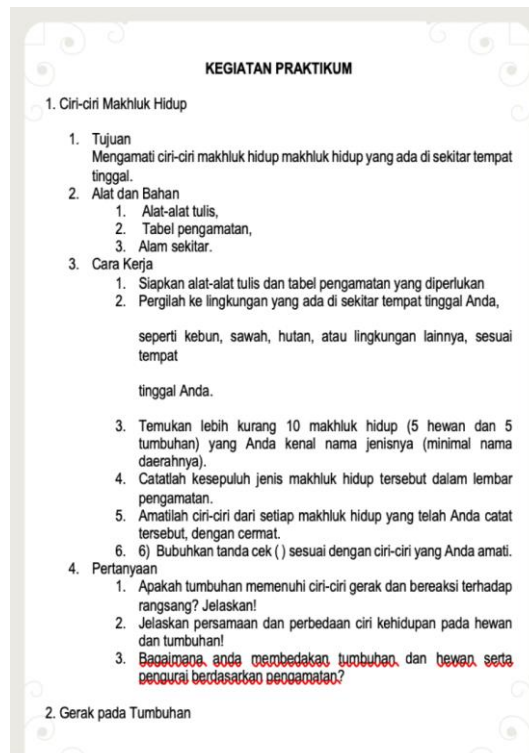 KEGIATAN PRAKTIKUM
1. Ciri-ciri Makhluk Hidup
1. Tujuan
Mengamati ciri-ciri makhluk hidup makhluk hidup yang ada di sekitar tempat
tinggal.
2. Alat dan Bahan
1. Alat-alat tulis,
2. Tabel pengamatan,
3. Alam sekitar.
3. Cara Kerja
1. Siapkan alat-alat tulis dan tabel pengamatan yang diperlukan
2. Pergilah ke lingkungan yang ada di sekitar tempat tinggal Anda,
seperti kebun, sawah, hutan, atau lingkungan lainnya, sesuai
tempat
tinggal Anda.
3. Temukan lebih kurang 10 makhluk hidup (5 hewan dan 5
tumbuhan) yang Anda kenal nama jenisnya (minimal nama
daerahnya).
4. Catatlah kesepuluh jenis makhluk hidup tersebut dalam lembar
pengamatan.
5. Amatilah ciri-ciri dari setiap makhluk hidup yang telah Anda catat
tersebut, dengan cermat.
6. 6) Bubuhkan tanda cek ( ) sesuai dengan ciri-ciri yang Anda amati.
4. Pertanyaan
1. Apakah tumbuhan memenuhi ciri-ciri gerak dan bereaksi terhadap
rangsang? Jelaskan!
2. Jelaskan persamaan dan perbedaan ciri kehidupan pada hewan
dan tumbuhan!
3. Bagaimana anda membedakan tumbuhan dan hewan serta
pengurai berdasarkan pengamatan?
2. Gerak pada Tumbuhan